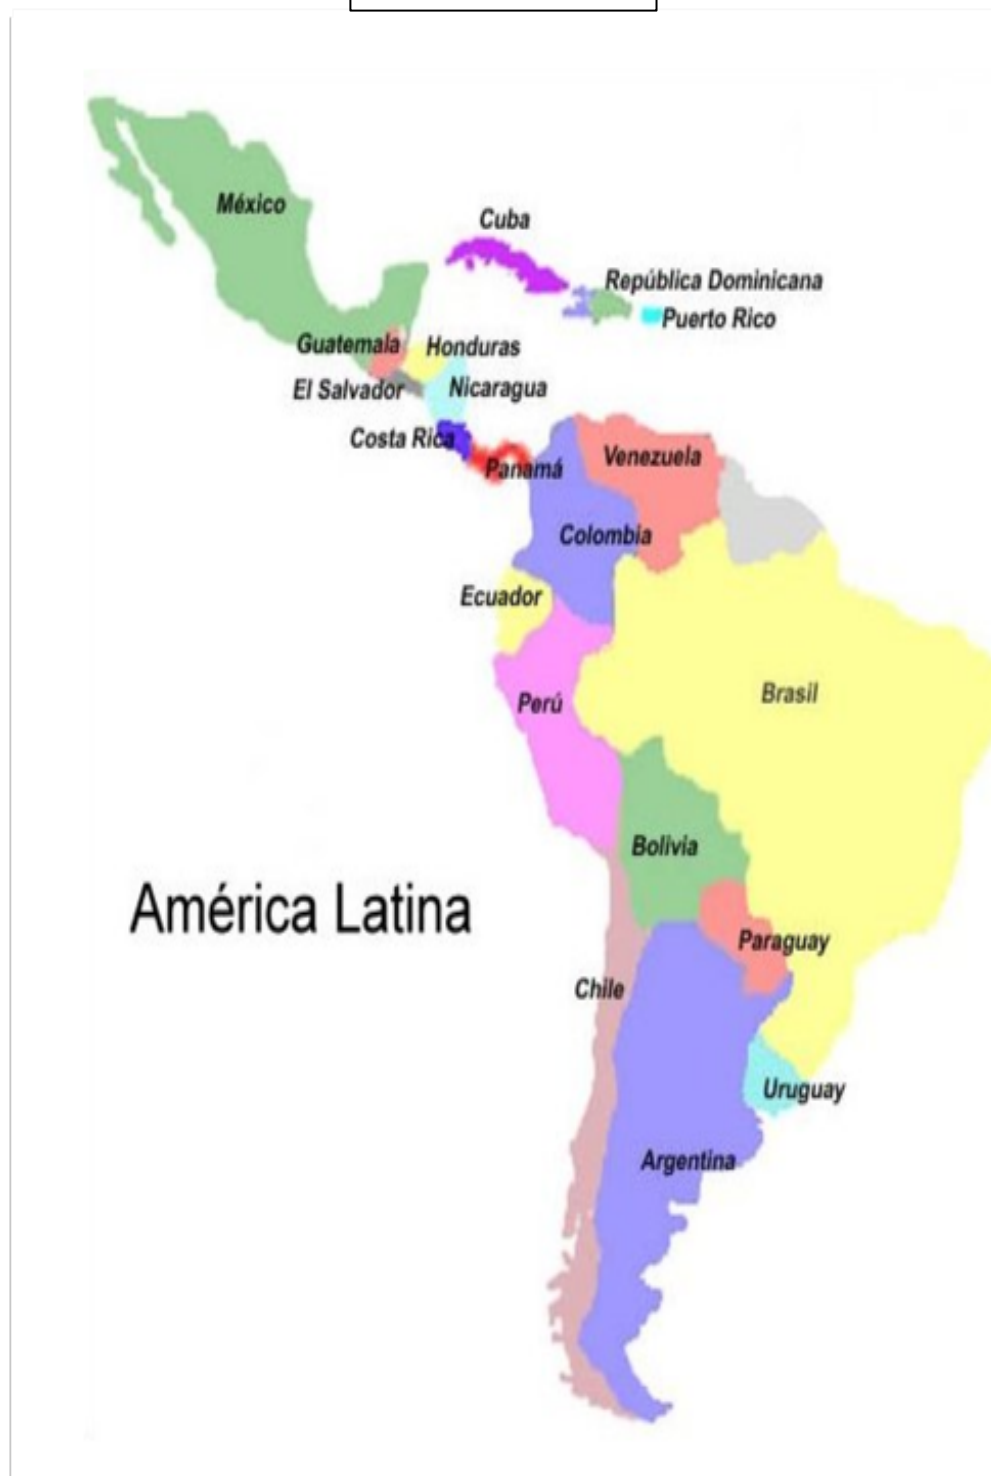 México
Cuba
República Dominicana
Puerto Rico
Guatemala
Honduras
El Salvador
Nicaragua
Costa Rica
Panamá
Venezuela
Colombia
Ecuador
Brasil
Perú
Bolivia
América Latina
Paraguay
Chile
Uruguay
Argentina